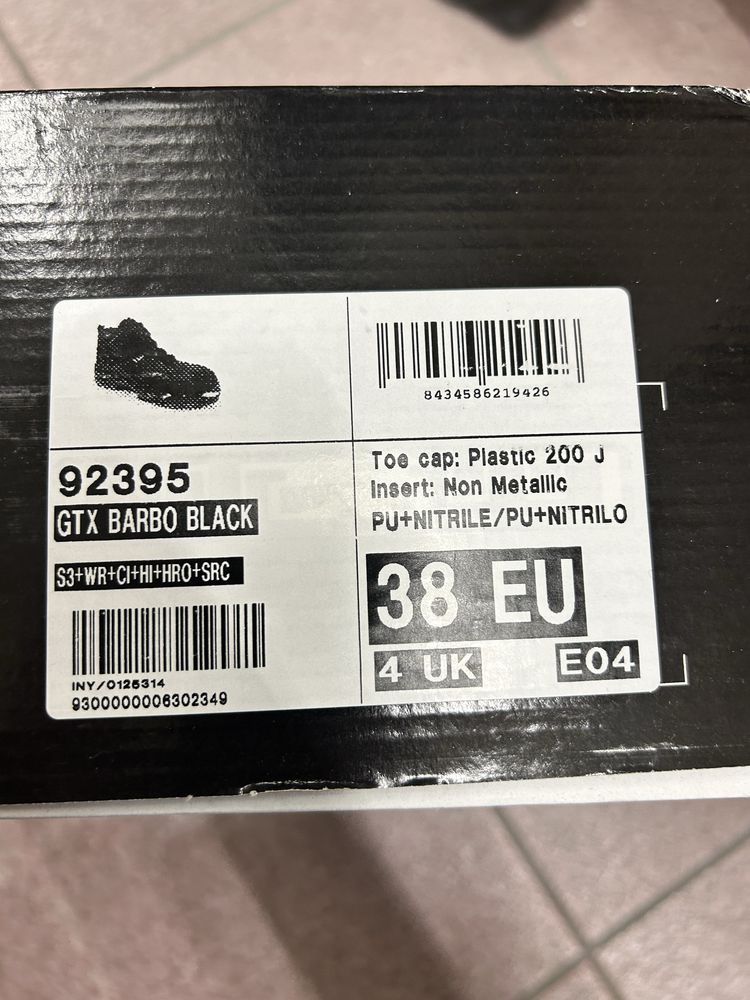 8434586219426
92395
GTX BARBO BLACK
S3+WR+CI+HI+HRO+SRC
INY/0125314
9300000006302349
Toe cap: Plastic 200 J
Insert: Non Metallic
PU+NITRILE/PU+NITRILO
38 EU
4 UK
E04